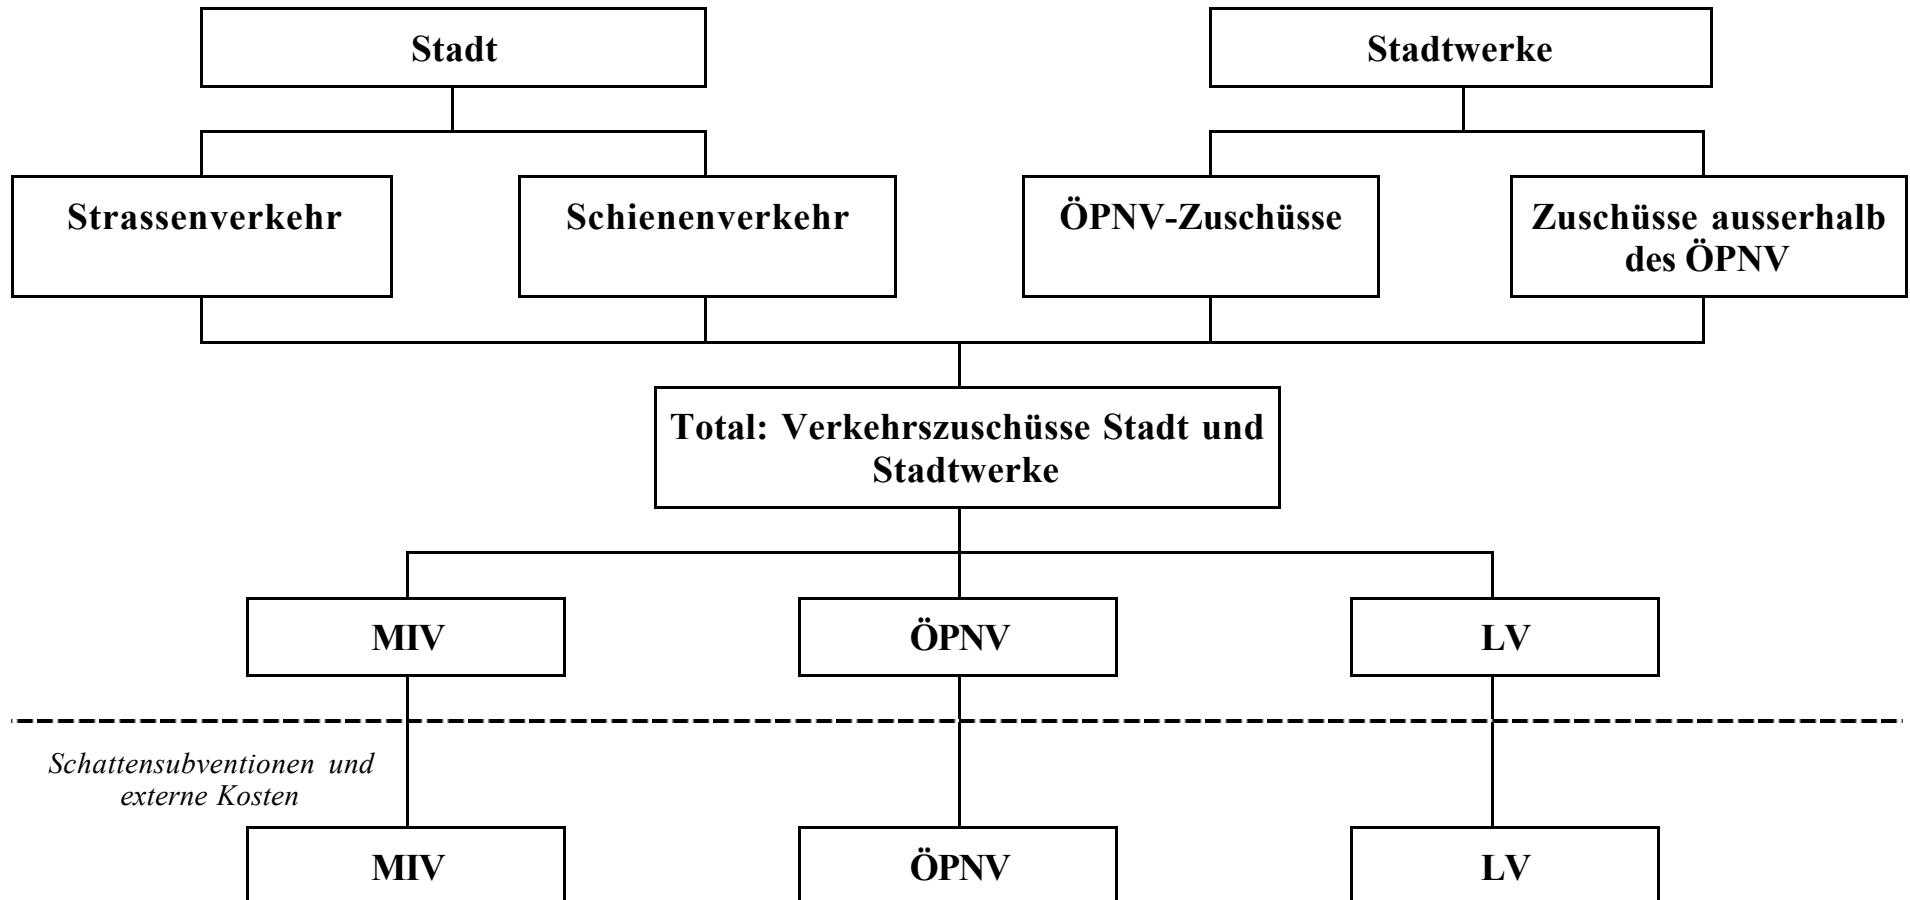 Stadt
Stadtwerke
Strassenverkehr
Schienenverkehr
ÖPNV-Zuschüsse
Zuschüsse ausserhalb
des ÖPNV
Total: Verkehrszuschüsse Stadt und
Stadtwerke
MIV
ÖPNV
LV
Schattensubventionen und
externe Kosten
MIV
ÖPNV
LV